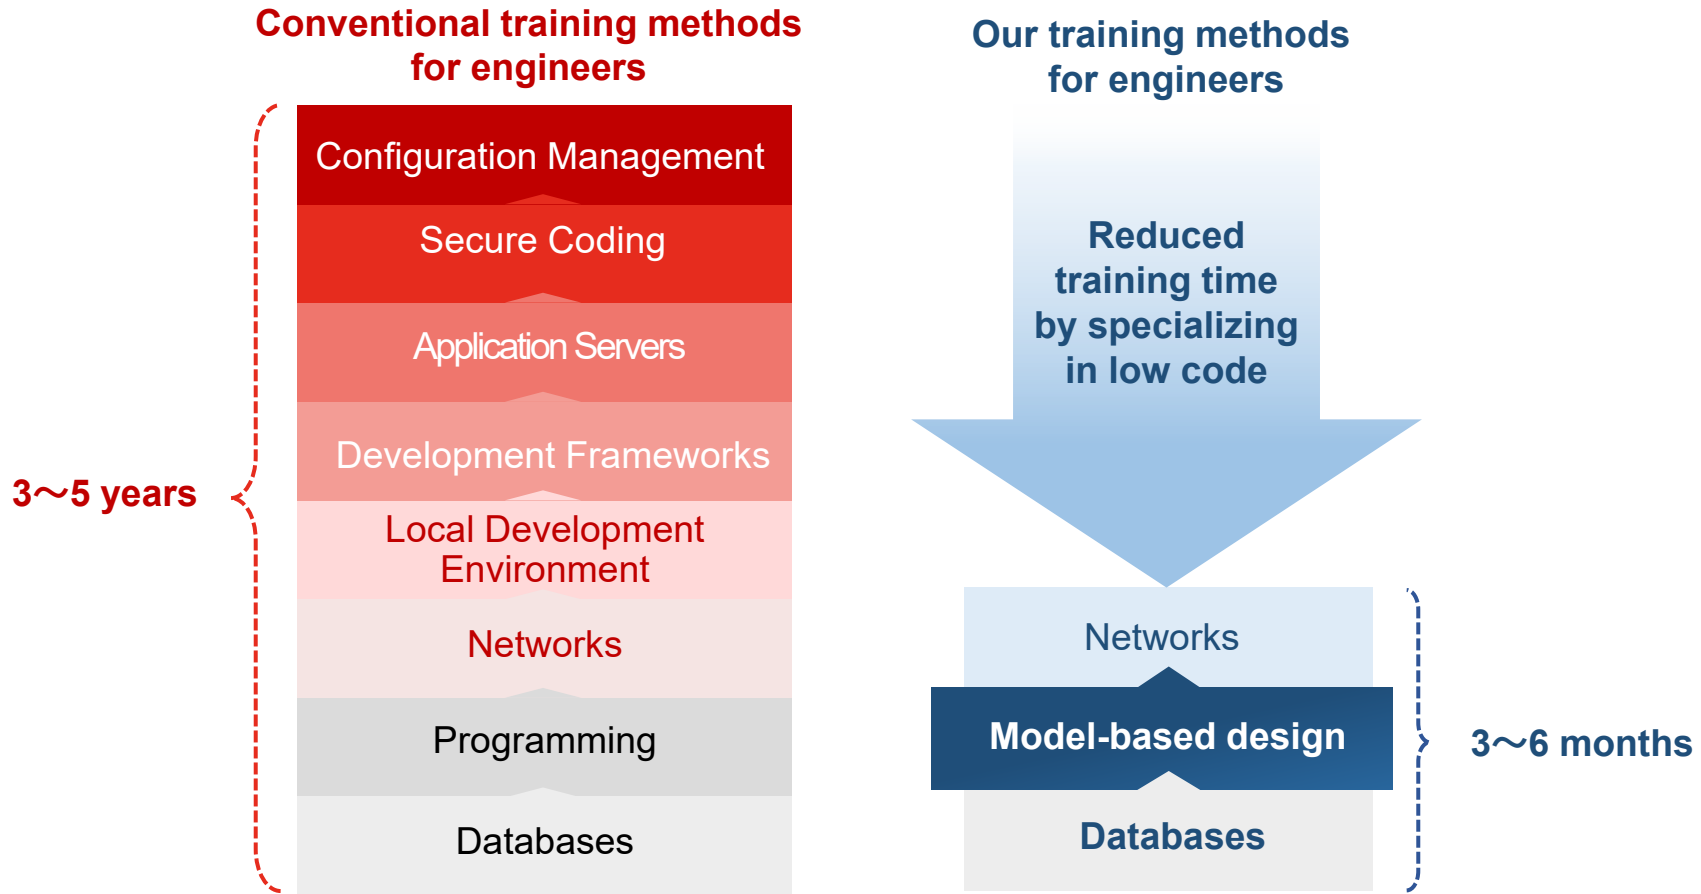 Conventional training methods
for engineers
Configuration Management
Secure Coding
Application Servers
Development Frameworks
Local Development
Environment
Networks
Programming
Databases
3～5 years
Our training methods
for engineers
Reduced
training time
by specializing
in low code
Networks
Model-based design
Databases
3～6 months